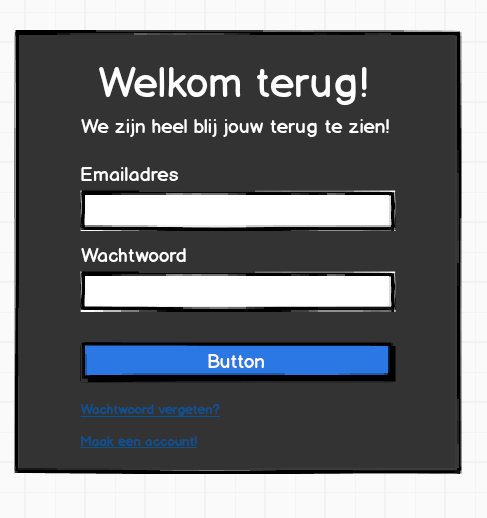 Welkom terug!
We zijn heel blij jouw terug te zien!
Emailadres
Wachtwoord
Button
Wachtwoord vergeten?
Maak een account!